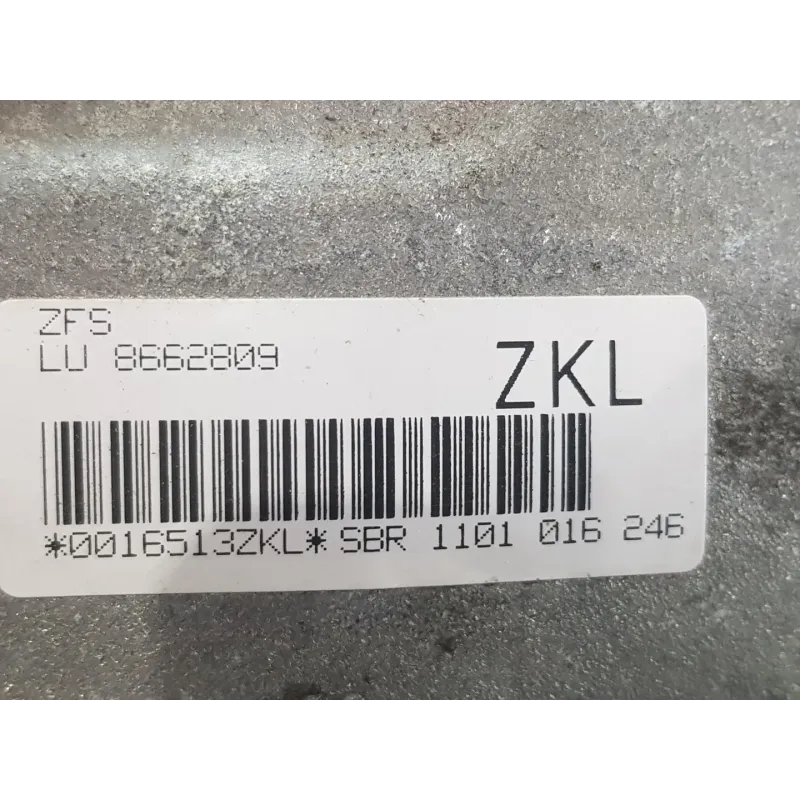 ZFS
LU 8662809
ZKL
*0016513ZKL* SBR 1101 016 246